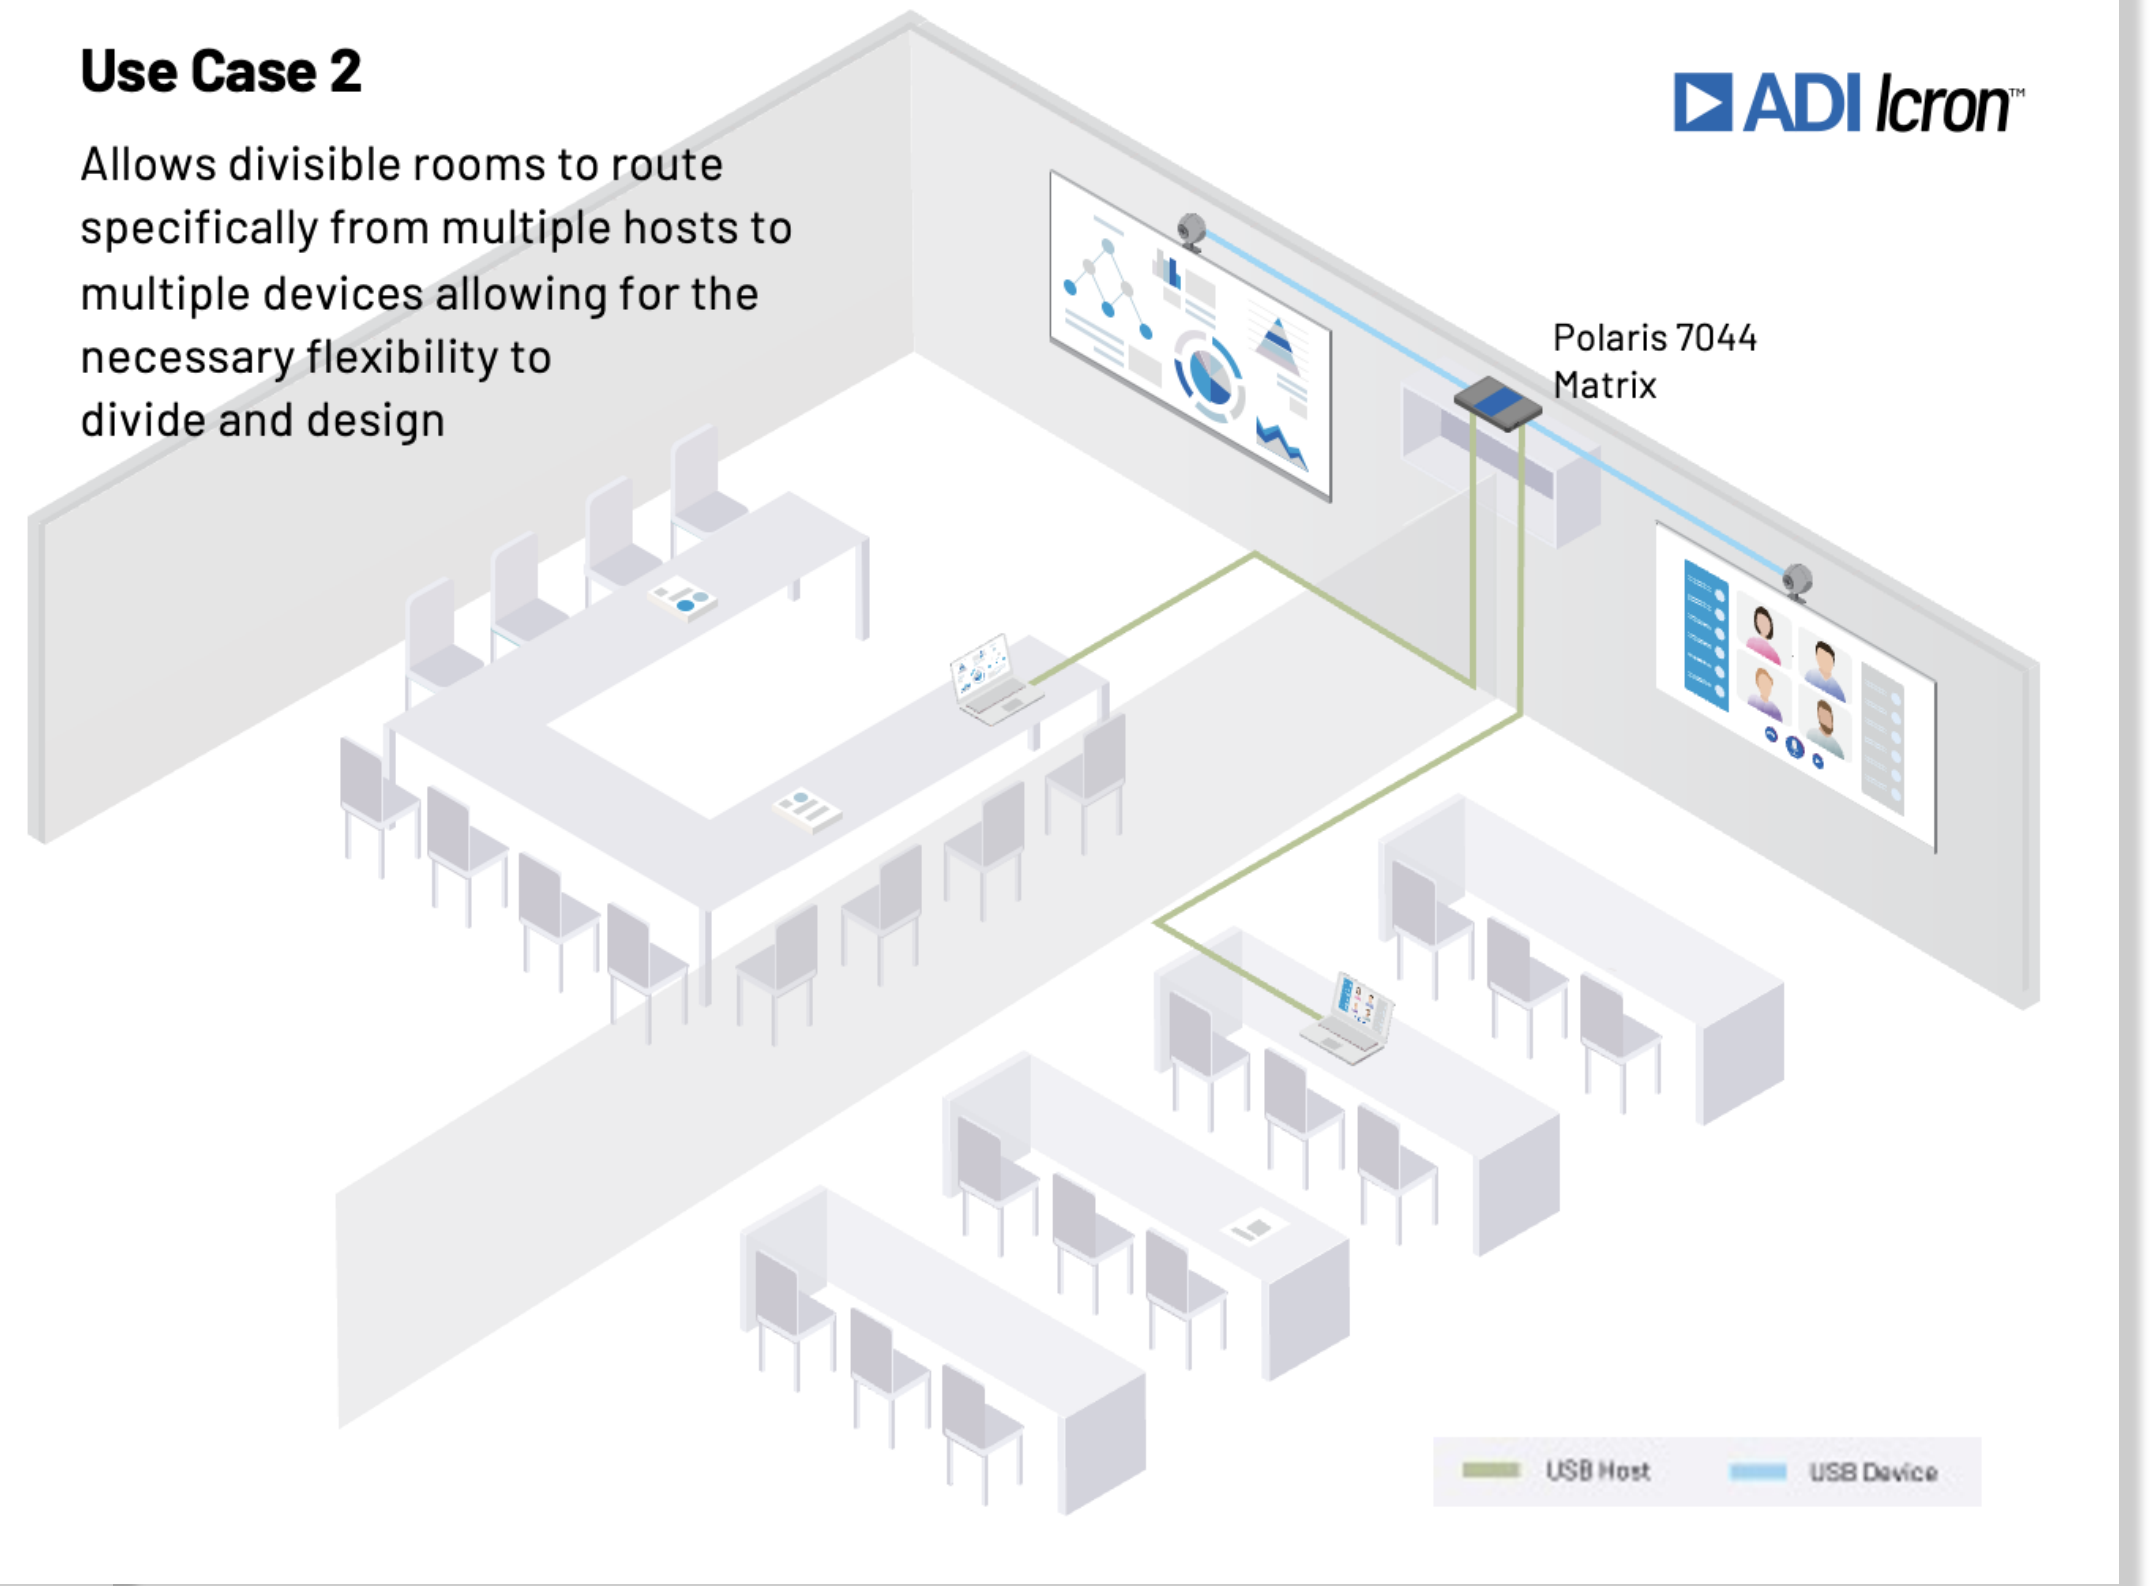 Use Case 2
ADI Icron™
Allows divisible rooms to route
specifically from multiple hosts to
multiple devices allowing for the
necessary flexibility to
divide and design
Polaris 7044
Matrix
USB Host
USB Device